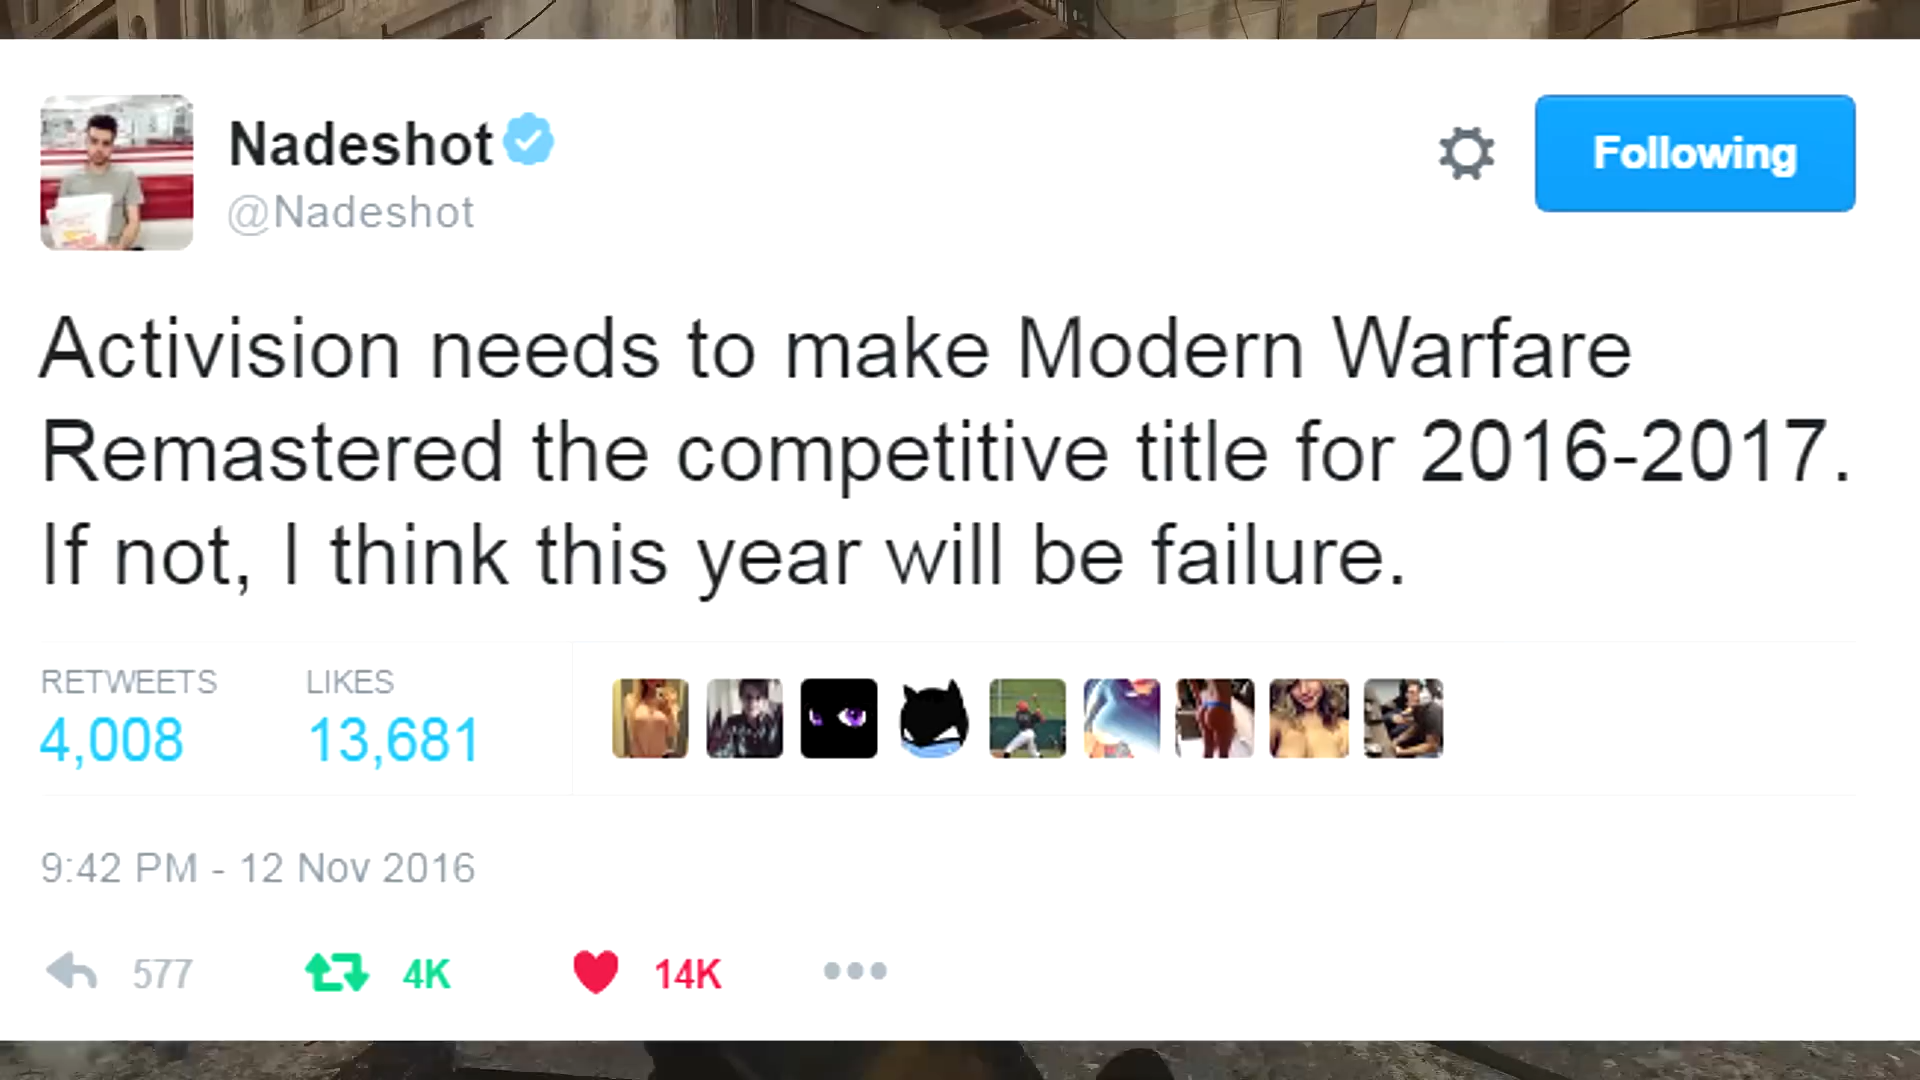 Nadeshot
@Nadeshot
Following
Activision needs to make Modern Warfare
Remastered the competitive title for 2016-2017.
If not, I think this year will be failure.
RETWEETS LIKES
4,008 13,681
9:42 PM - 12 Nov 2016
577 4K 14K